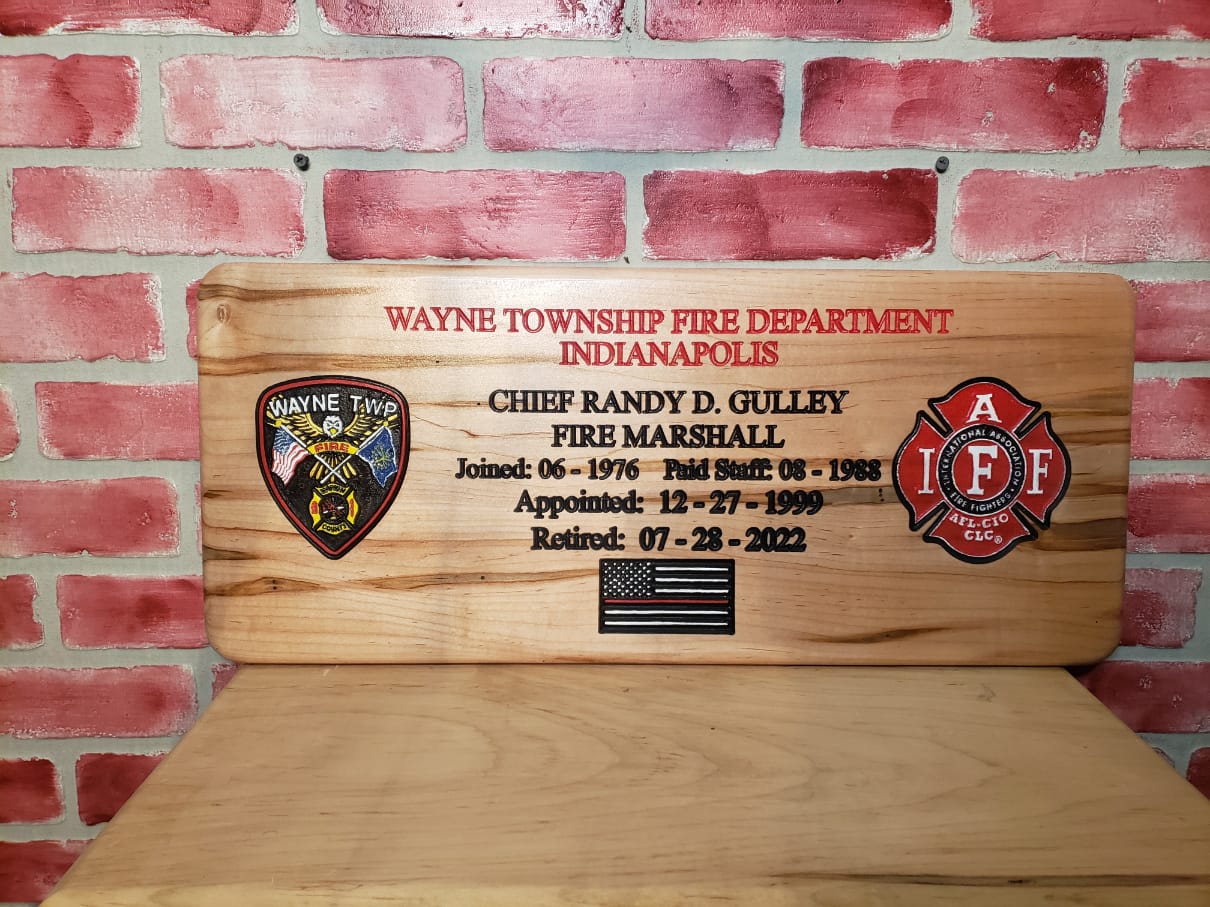 WAYNE TOWNSHIP FIRE DEPARTMENT
INDIANAPOLIS
CHIEF RANDY D. GULLEY
FIRE MARSHALL
Joined: 06 - 1976 Paid Staff: 08 - 1988
Appointed: 12 - 27 - 1999
Retired: 07 - 28 - 2022
WAYNE TWP
FIRE
COUNTY
A
I F F
INTERNATIONAL ASSOCIATION
FIRE FIGHTERS
AFL-CIO
CLC®